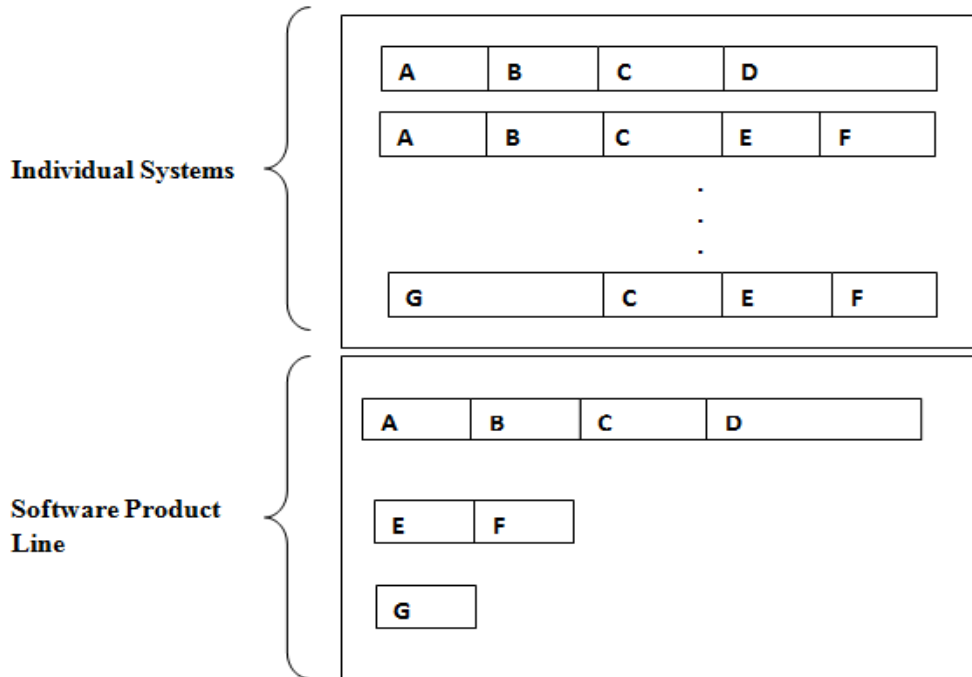 A B C D
A B C E F
Individual Systems
.
.
.
G C E F
A B C D
Software Product
Line
E F
G